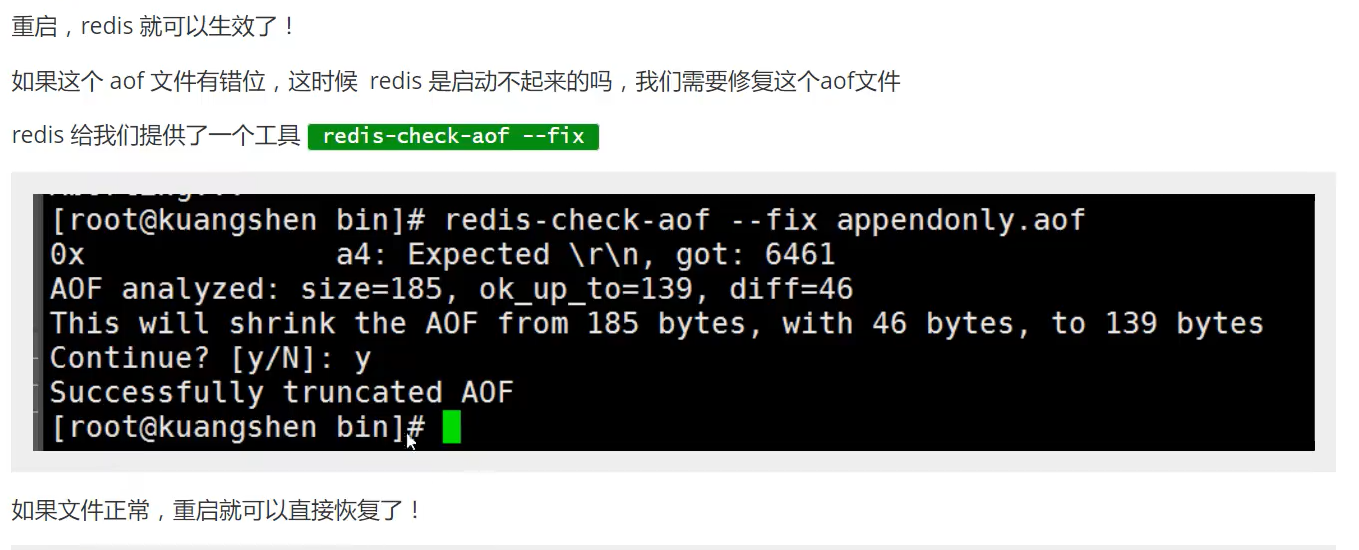 重启，redis 就可以生效了！
如果这个 aof 文件有错位，这时候 redis 是启动不起来的吗，我们需要修复这个aof文件
redis 给我们提供了一个工具 redis-check-aof --fix
[root@kuangshen bin]# redis-check-aof --fix appendonly.aof
0x              a4: Expected \r\n, got: 6461
AOF analyzed: size=185, ok_up_to=139, diff=46
This will shrink the AOF from 185 bytes, with 46 bytes, to 139 bytes
Continue? [y/N]: y
Successfully truncated AOF
[root@kuangshen bin]#
如果文件正常，重启就可以直接恢复了！